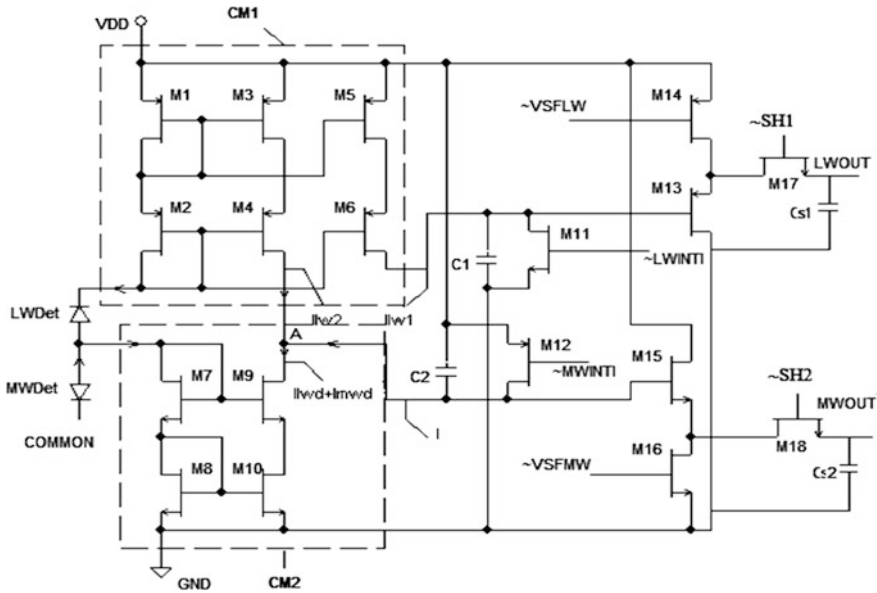 CM1
VDD
M1
M3
M5
M14
~VSFLW
~SH1
LWOUT
M13
M17
M2
M4
M6
M11
Cs1
C1
~LWINTI
LWDet
Ilw2
Ilw1
A
M12
MWDet
M7
M9
C2
M15
~MWINTI
~SH2
Ilwd+Imwd
MWOUT
COMMON
I
M16
M18
M8
M10
~VSFMW
Cs2
GND
CM2